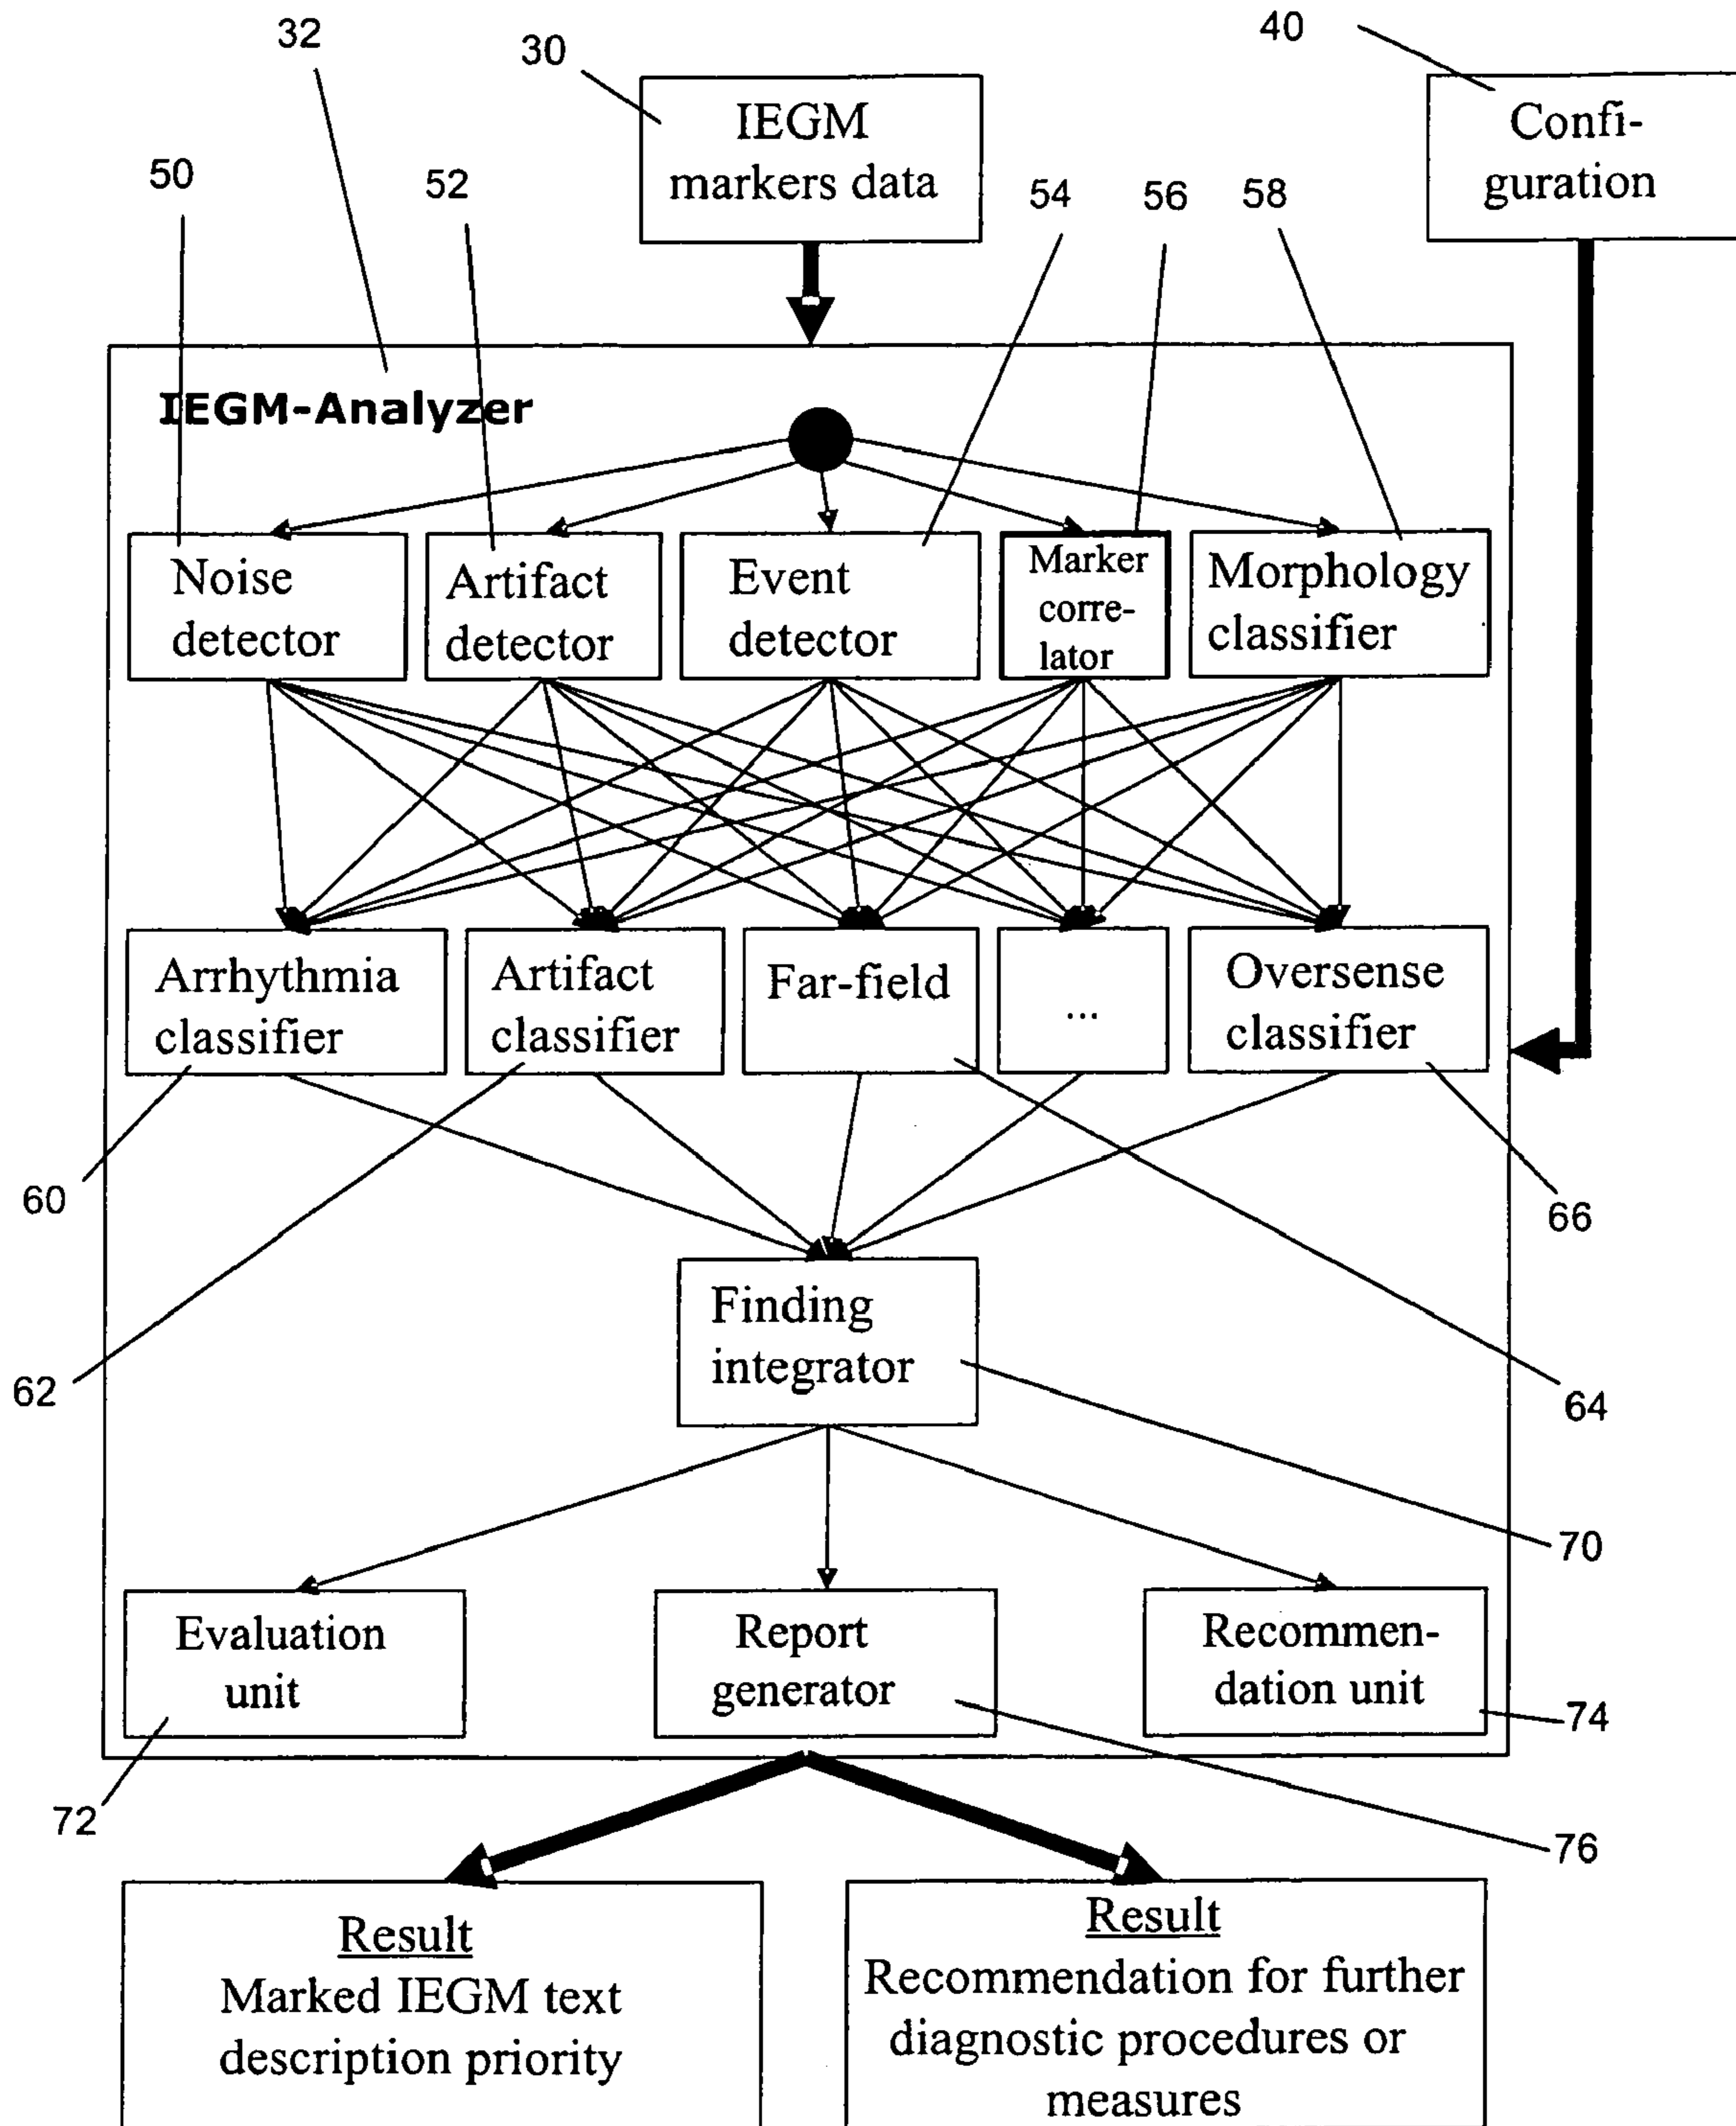 32
30
40
IEGM
markers data
Confi-
guration
50
52
54
56
58
IEGM-Analyzer
Noise
detector
Artifact
detector
Event
detector
Marker
corre-
lator
Morphology
classifier
Arrhythmia
classifier
Artifact
classifier
Far-field
...
Oversense
classifier
60
66
Finding
integrator
62
64
70
Evaluation
unit
Report
generator
Recommen-
dation unit
74
72
76
Result
Marked IEGM text
description priority
Result
Recommendation for further
diagnostic procedures or
measures